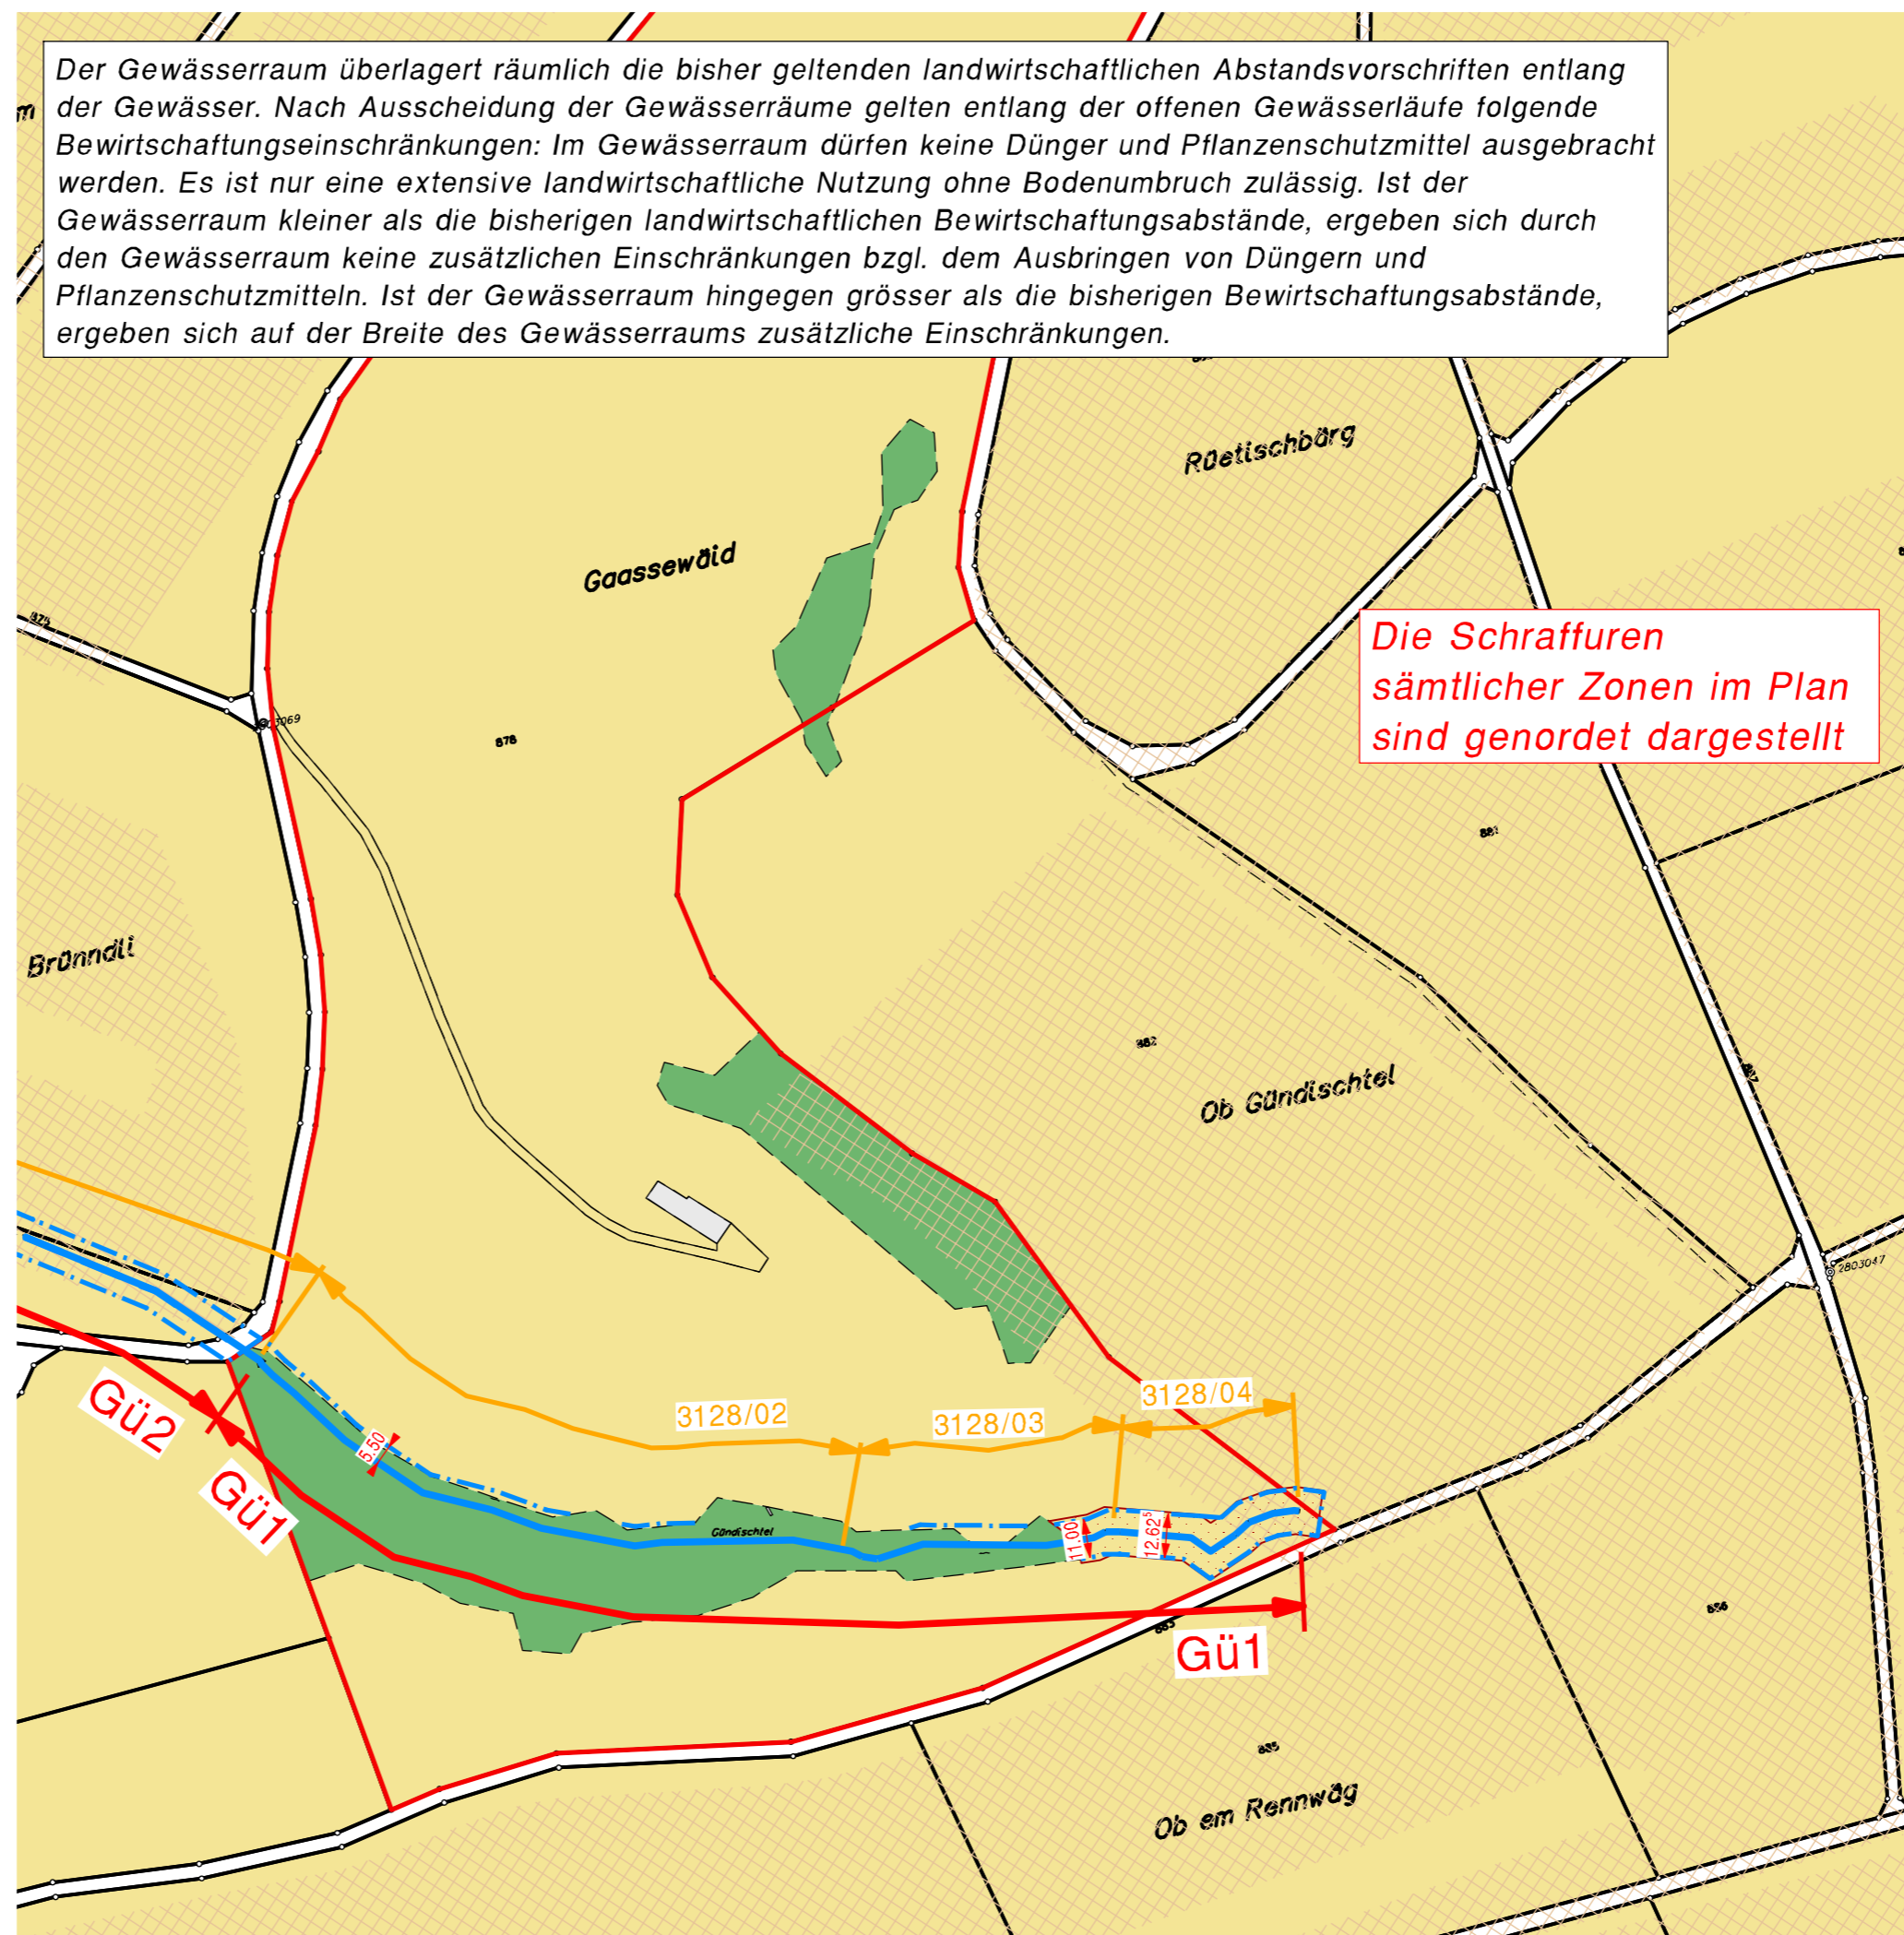 Der Gewässerraum überlagert räumlich die bisher geltenden landwirtschaftlichen Abstandsvorschriften entlang
der Gewässer. Nach Ausscheidung der Gewässerräume gelten entlang der offenen Gewässerläufe folgende
Bewirtschaftungseinschränkungen: Im Gewässerraum dürfen keine Dünger und Pflanzenschutzmittel ausgebracht
werden. Es ist nur eine extensive landwirtschaftliche Nutzung ohne Bodenumbruch zulässig. Ist der
Gewässerraum kleiner als die bisherigen landwirtschaftlichen Bewirtschaftungsabstände, ergeben sich durch
den Gewässerraum keine zusätzlichen Einschränkungen bzgl. dem Ausbringen von Düngern und
Pflanzenschutzmitteln. Ist der Gewässerraum hingegen grösser als die bisherigen Bewirtschaftungsabstände,
ergeben sich auf der Breite des Gewässerraums zusätzliche Einschränkungen.
Rüetischbärg
Gaassewäid
Die Schraffuren
sämtlicher Zonen im Plan
sind genordet dargestellt
878
881
Brünndli
882
Ob Gündischtel
2803047
3128/04
3128/02
3128/03
Gü2
5.50
Gü1
Gündischtel
11.00
12.62⁵
886
883
Gü1
885
Ob em Rennwäg